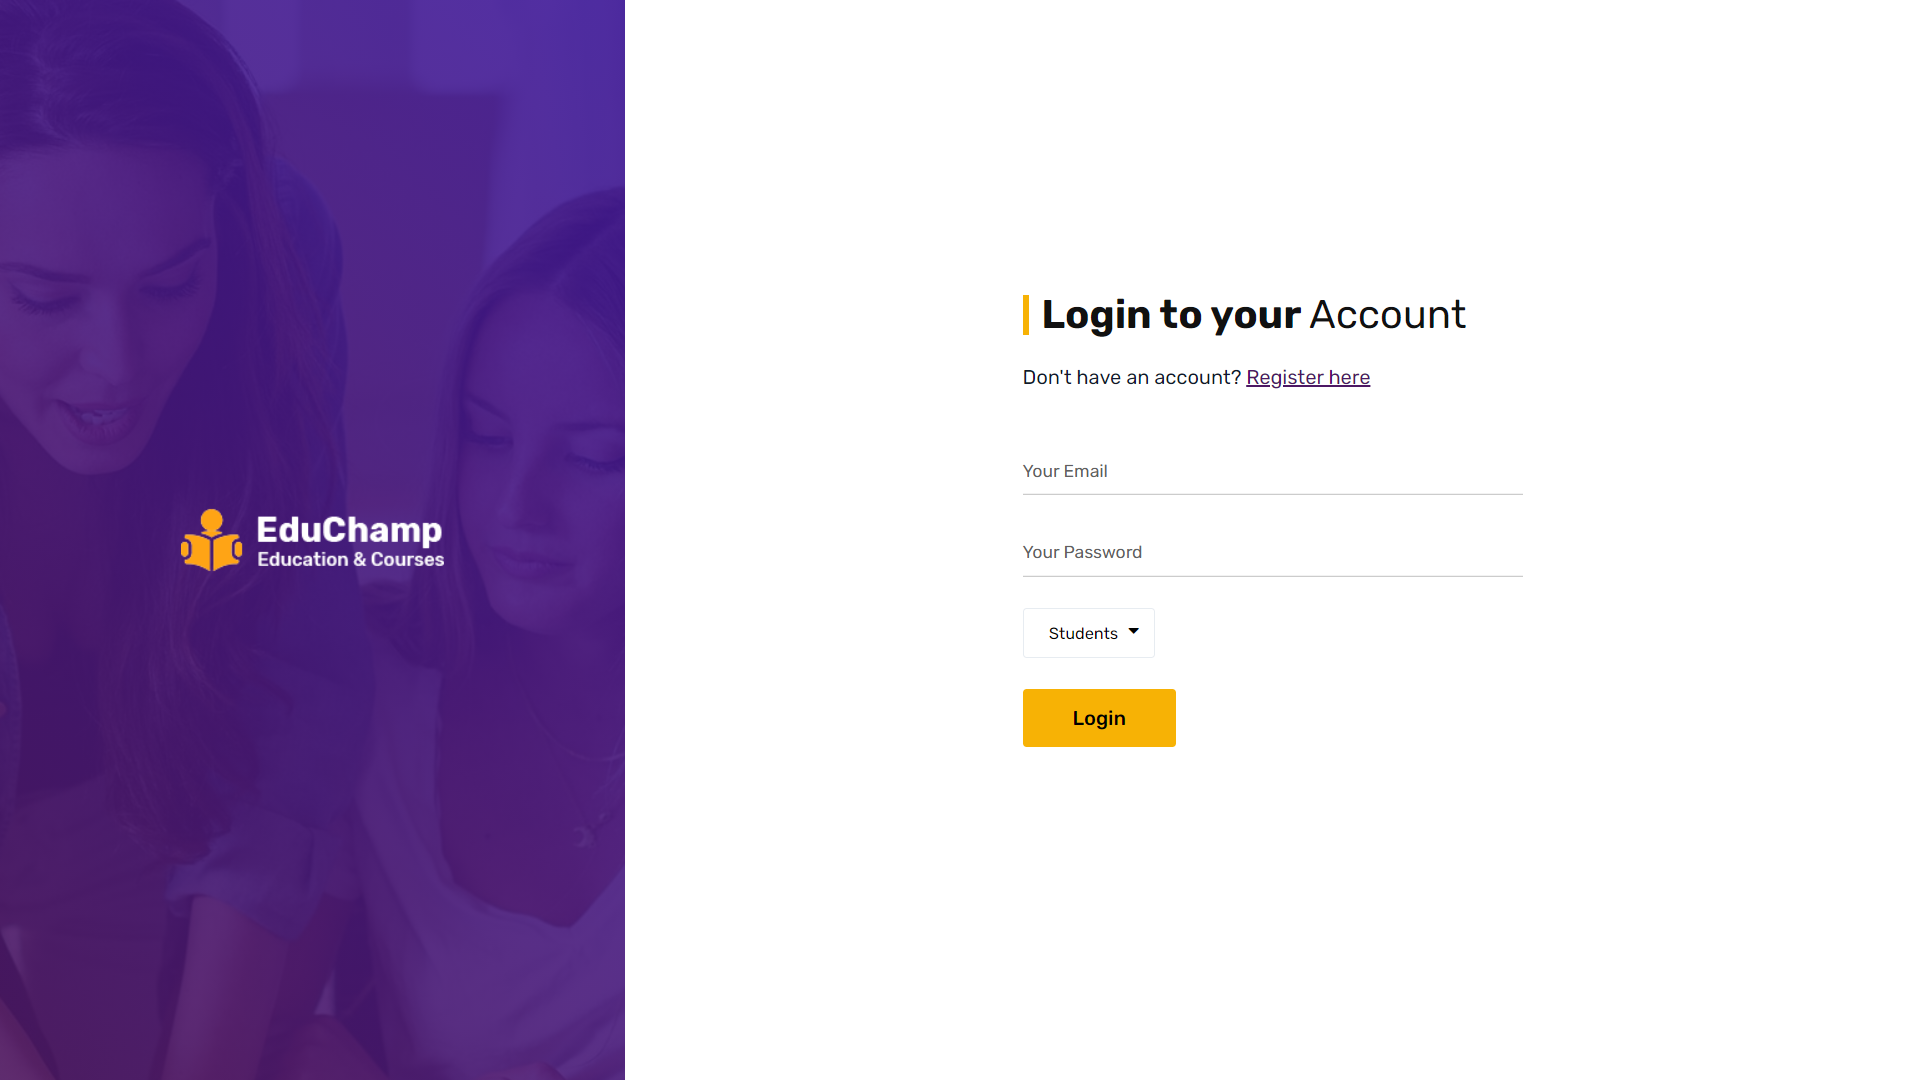 EduChamp
Education & Courses
Login to your Account
Don't have an account? Register here
Your Email
Your Password
Students
Login